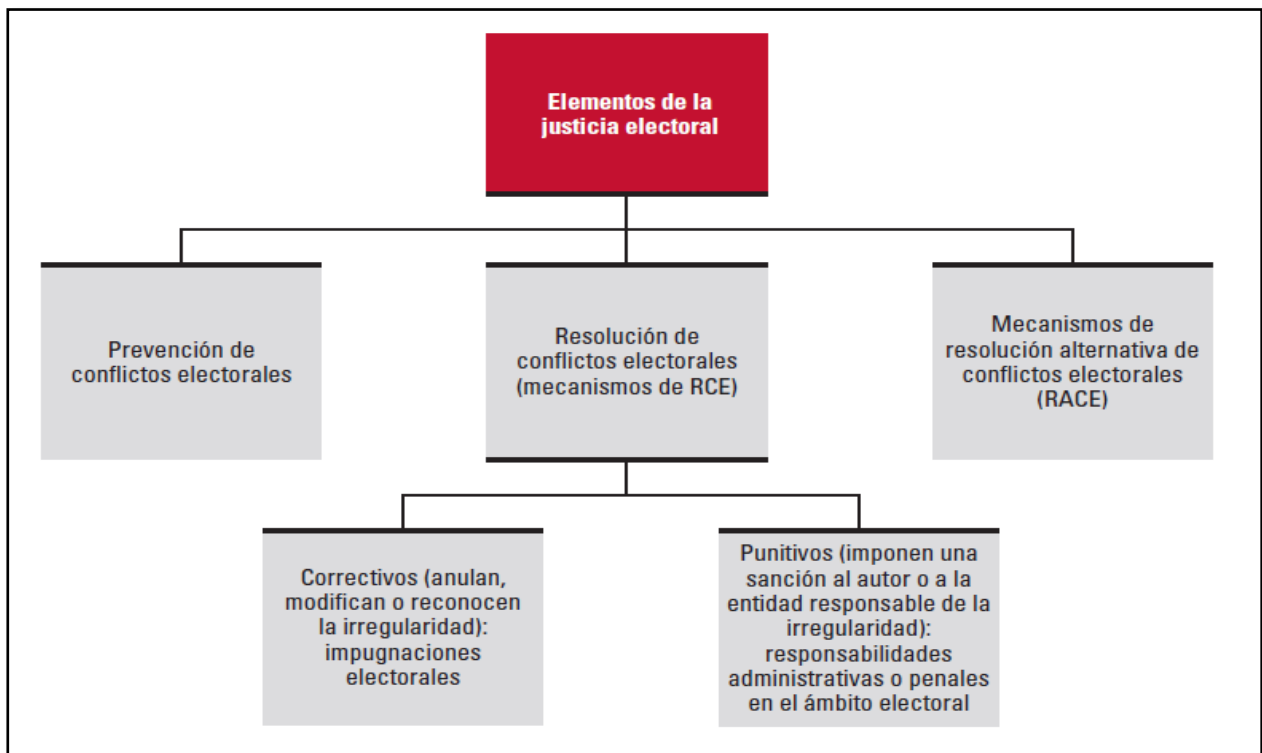 Elementos de la
justicia electoral
Prevención de
conflictos electorales
Resolución de
conflictos electorales
(mecanismos de RCE)
Mecanismos de
resolución alternativa de
conflictos electorales
(RACE)
Correctivos (anulan,
modifican o reconocen
la irregularidad):
impugnaciones
electorales
Punitivos (imponen una
sanción al autor o a la
entidad responsable de la
irregularidad):
responsabilidades
administrativas o penales
en el ámbito electoral